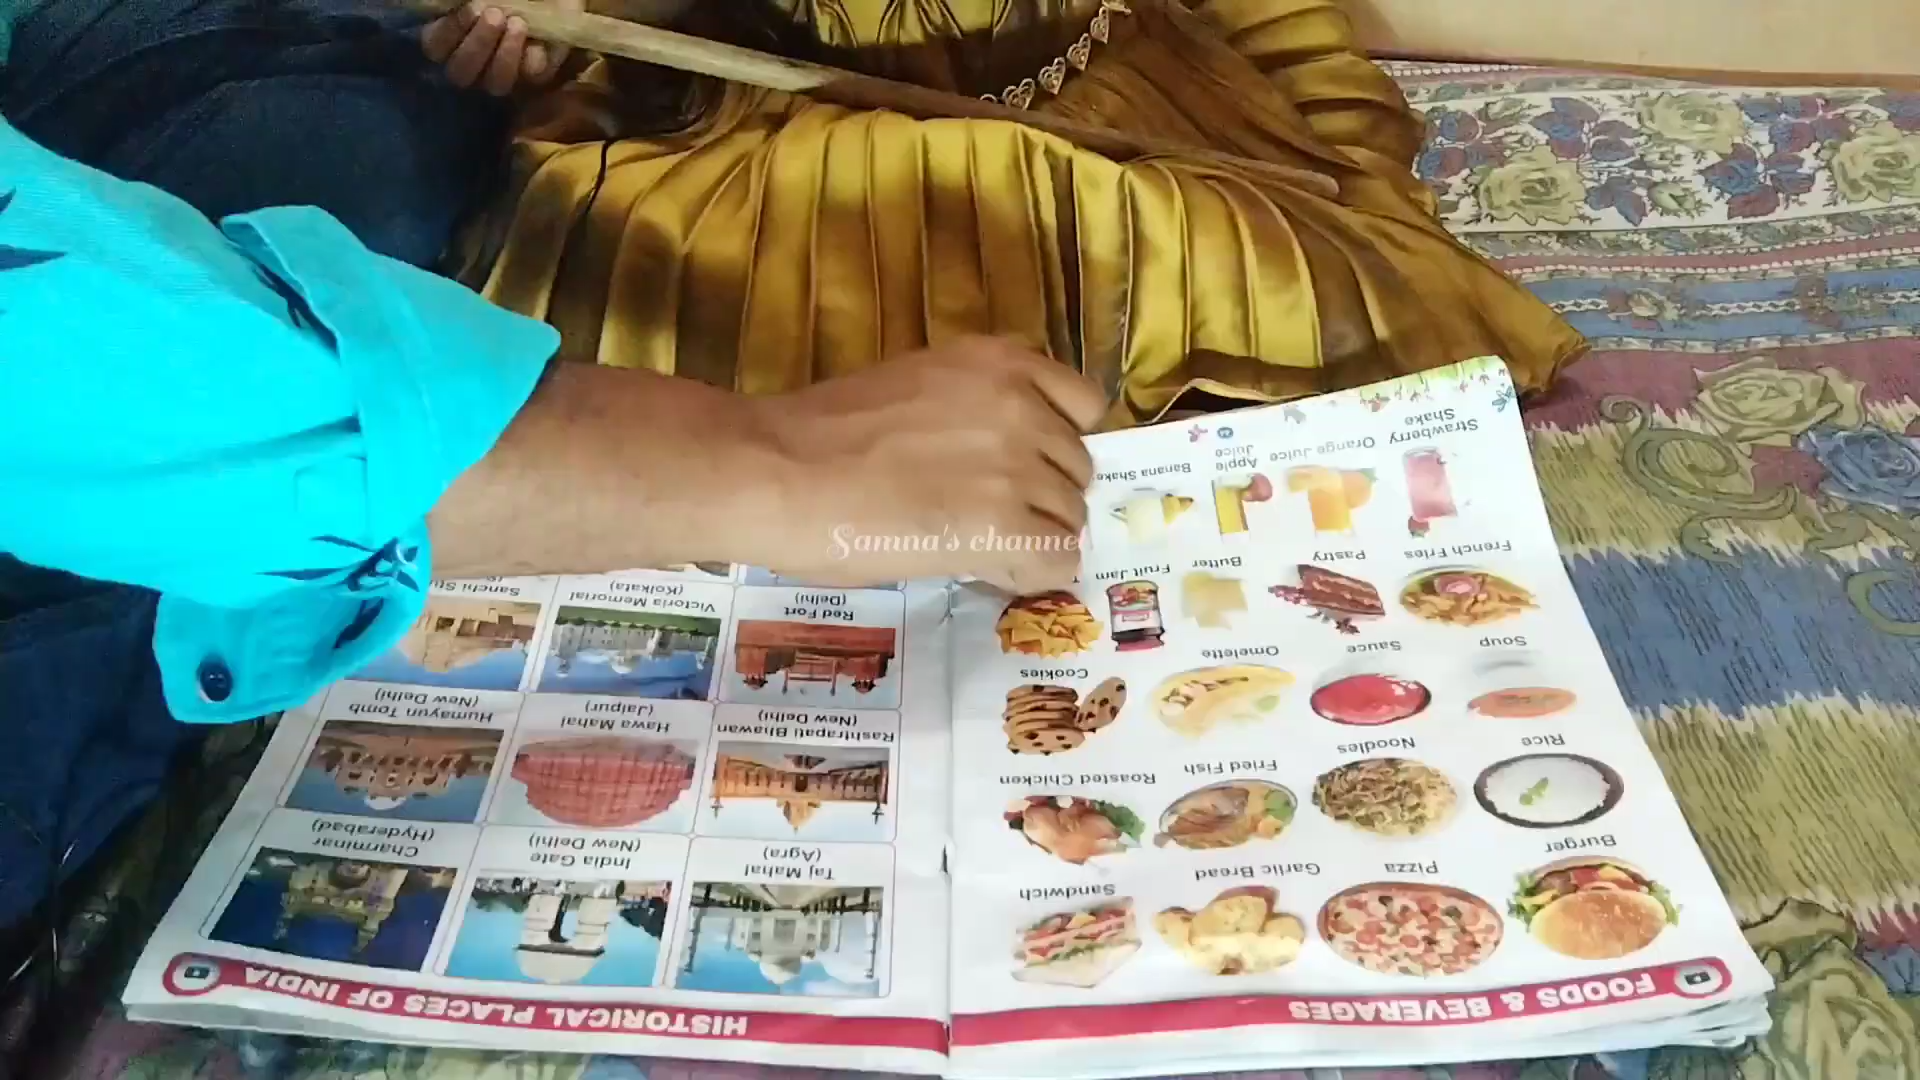 Samna's channel
FOODS & BEVERAGES
Burger
Pizza
Garlic Bread
Sandwich
Rice
Noodles
Fried Fish
Roasted Chicken
Soup
Sauce
Omelette
Cookies
French Fries
Pastry
Butter
Fruit Jam
Strawberry
Shake
Orange Juice
Apple
Juice
Banana Shake
HISTORICAL PLACES OF INDIA
Taj Mahal
(Agra)
India Gate
(New Delhi)
Charminar
(Hyderabad)
Rashtrapati Bhawan
(New Delhi)
Hawa Mahal
(Jaipur)
Humayun Tomb
(New Delhi)
Red Fort
(Delhi)
Victoria Memorial
(Kolkata)
Sanchi